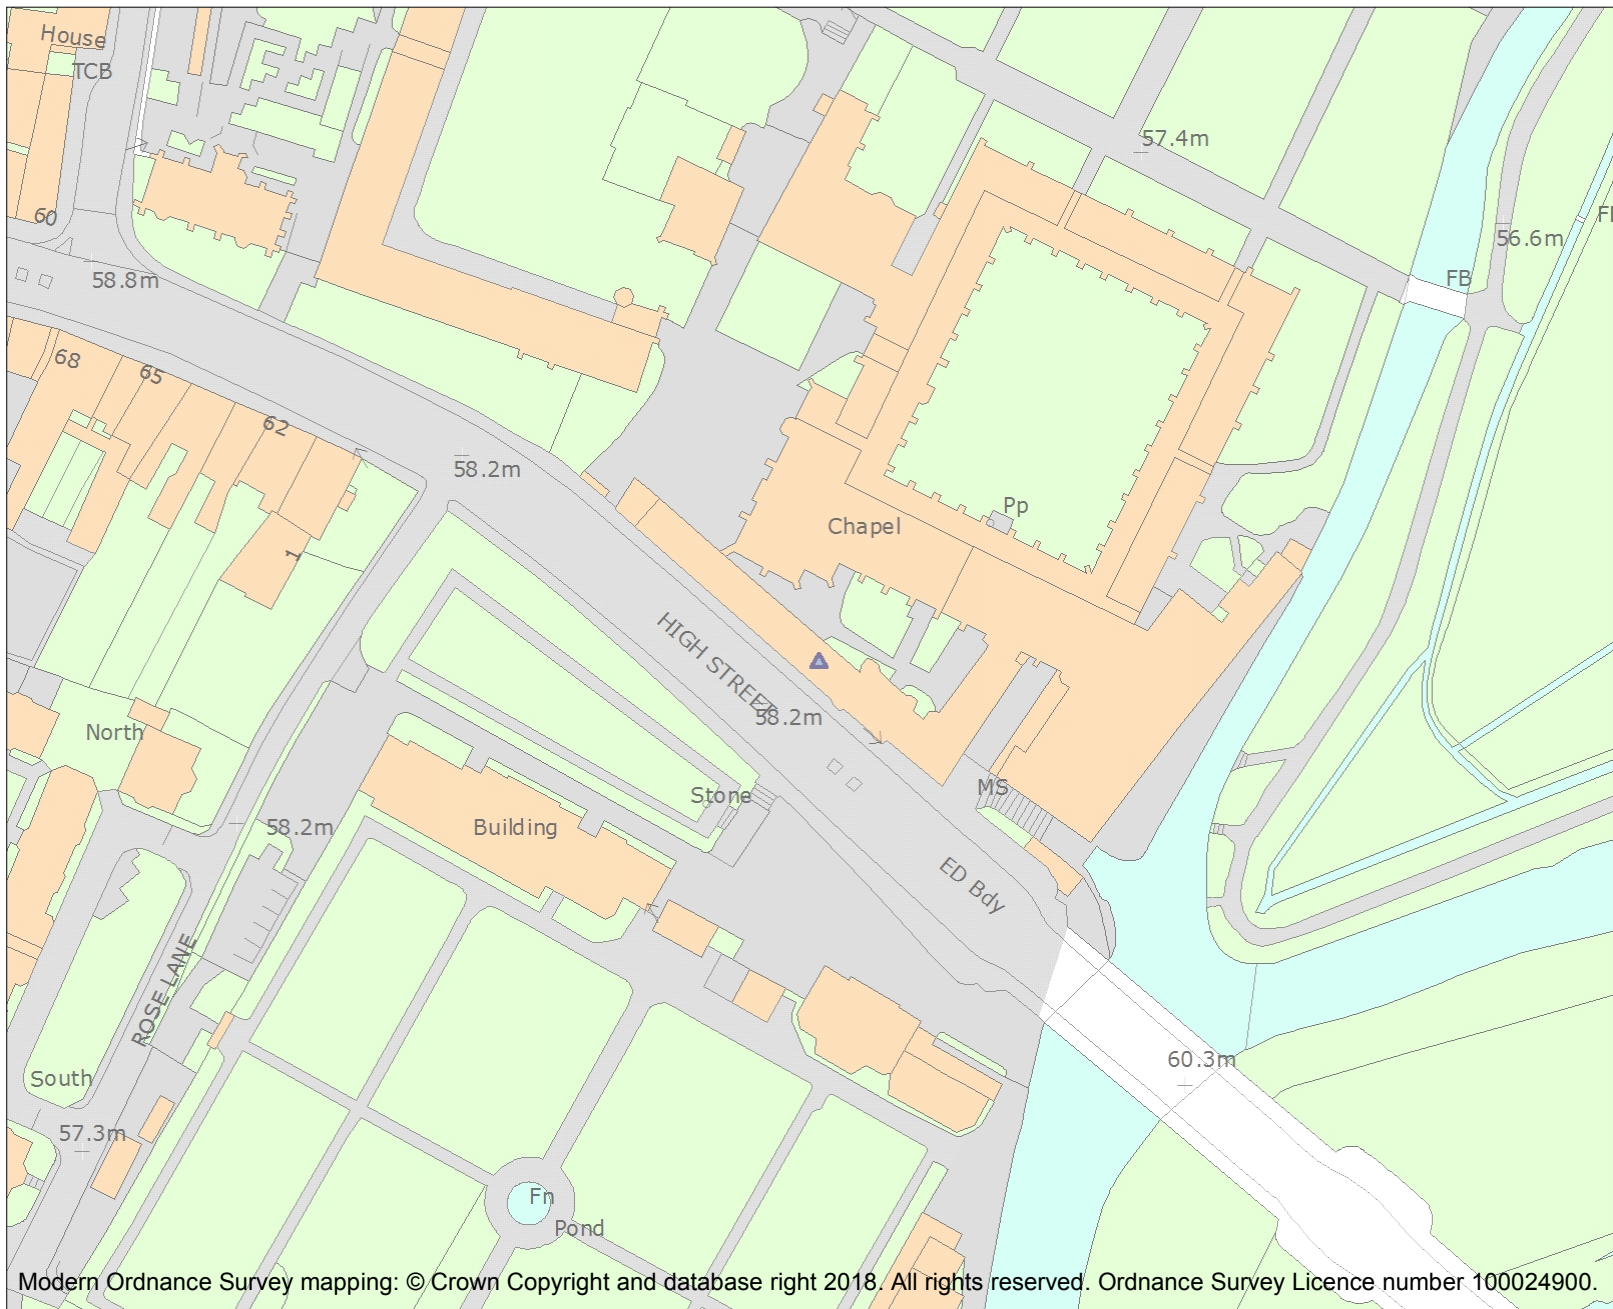 House
TCB
57.4m
60
FB
56.6m
58.8m
68
65
62
58.2m
Pp
Chapel
1
HIGH STREET
58.2m
North
MS
Stone
58.2m
Building
ED Bdy
ROSE LANE
60.3m
South
57.3m
Fn
Pond
Modern Ordnance Survey mapping: © Crown Copyright and database right 2018. All rights reserved. Ordnance Survey Licence number 100024900.